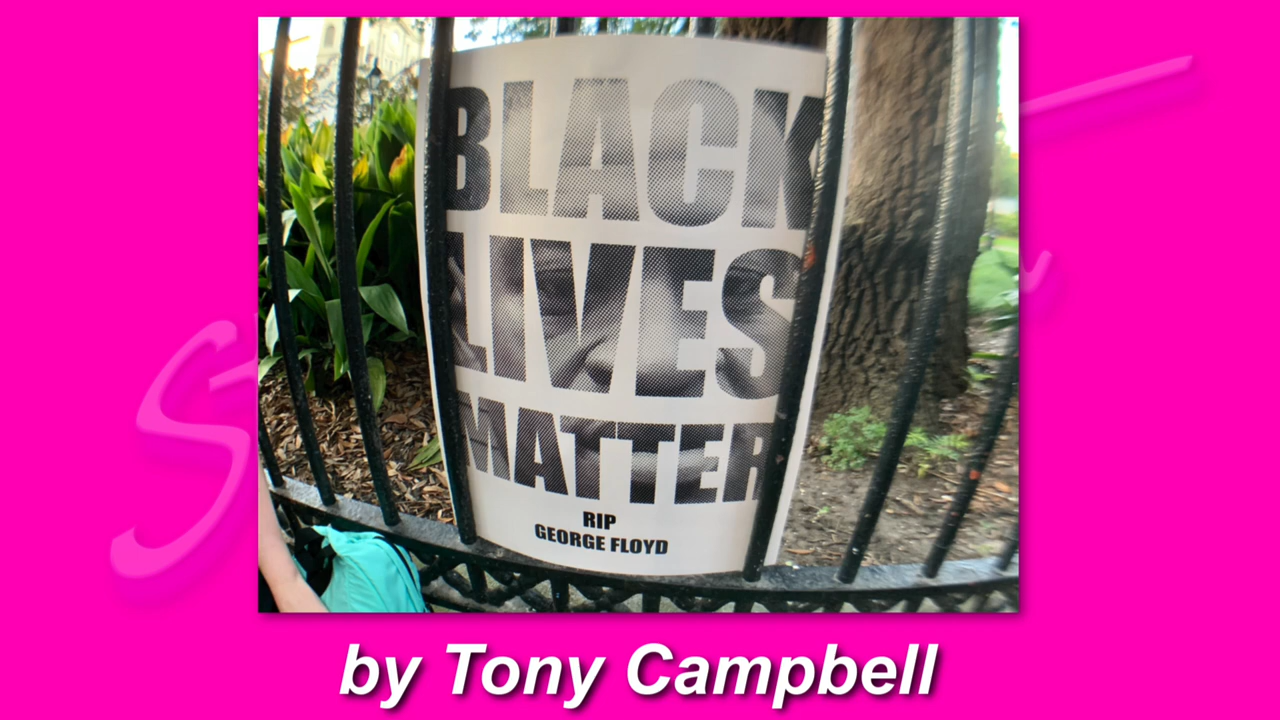 BLACK
LIVES
MATTER
RIP
GEORGE FLOYD
by Tony Campbell